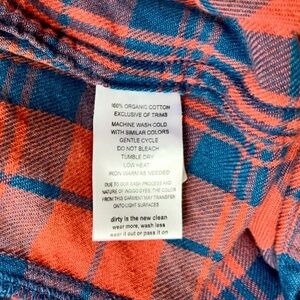 100% ORGANIC COTTON
EXCLUSIVE OF TRIMS
MACHINE WASH COLD
WITH SIMILAR COLORS
GENTLE CYCLE
DO NOT BLEACH
TUMBLE DRY
LOW HEAT
IRON WARM AS NEEDED
DUE TO OUR WASH PROCESS AND
NATURE OF INDIGO DYES, THE COLOR
FROM THIS GARMENT MAY TRANSFER
ONTO LIGHT SURFACES
dirty is the new clean
wear more, wash less
wear it out or pass it on